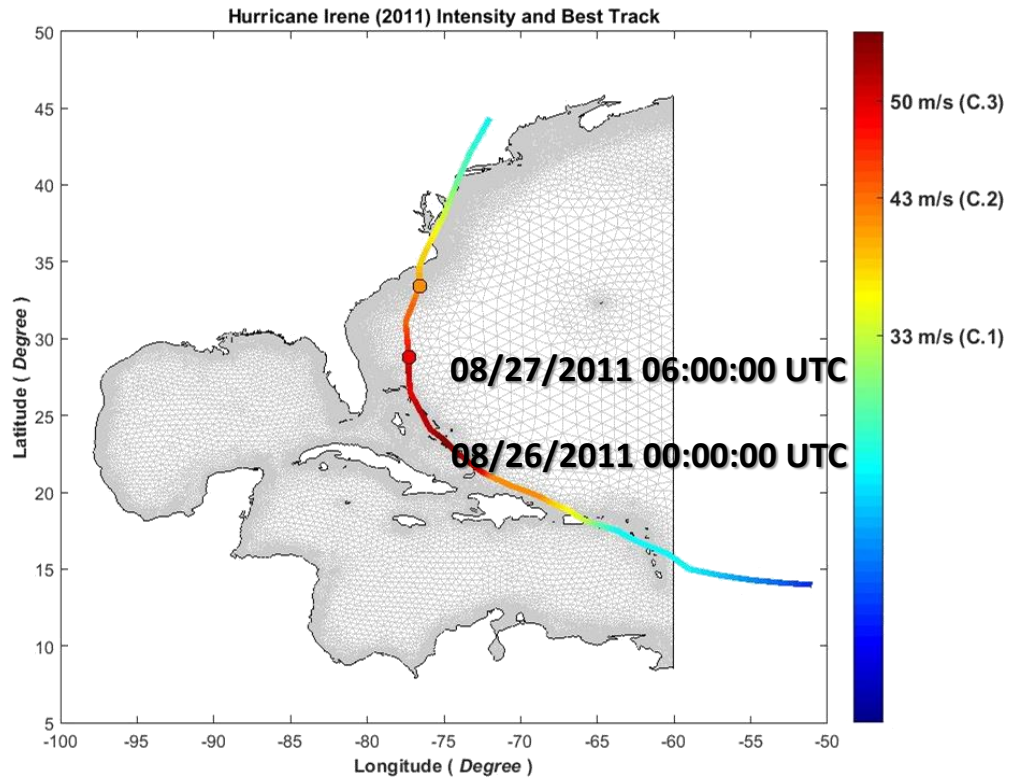 Hurricane Irene (2011) Intensity and Best Track
50
45
40
35
30
25
20
15
10
5
Latitude ( Degree )
-100 -95 -90 -85 -80 -75 -70 -65 -60 -55 -50
Longitude ( Degree )
08/27/2011 06:00:00 UTC
08/26/2011 00:00:00 UTC
50 m/s (C.3)
43 m/s (C.2)
33 m/s (C.1)